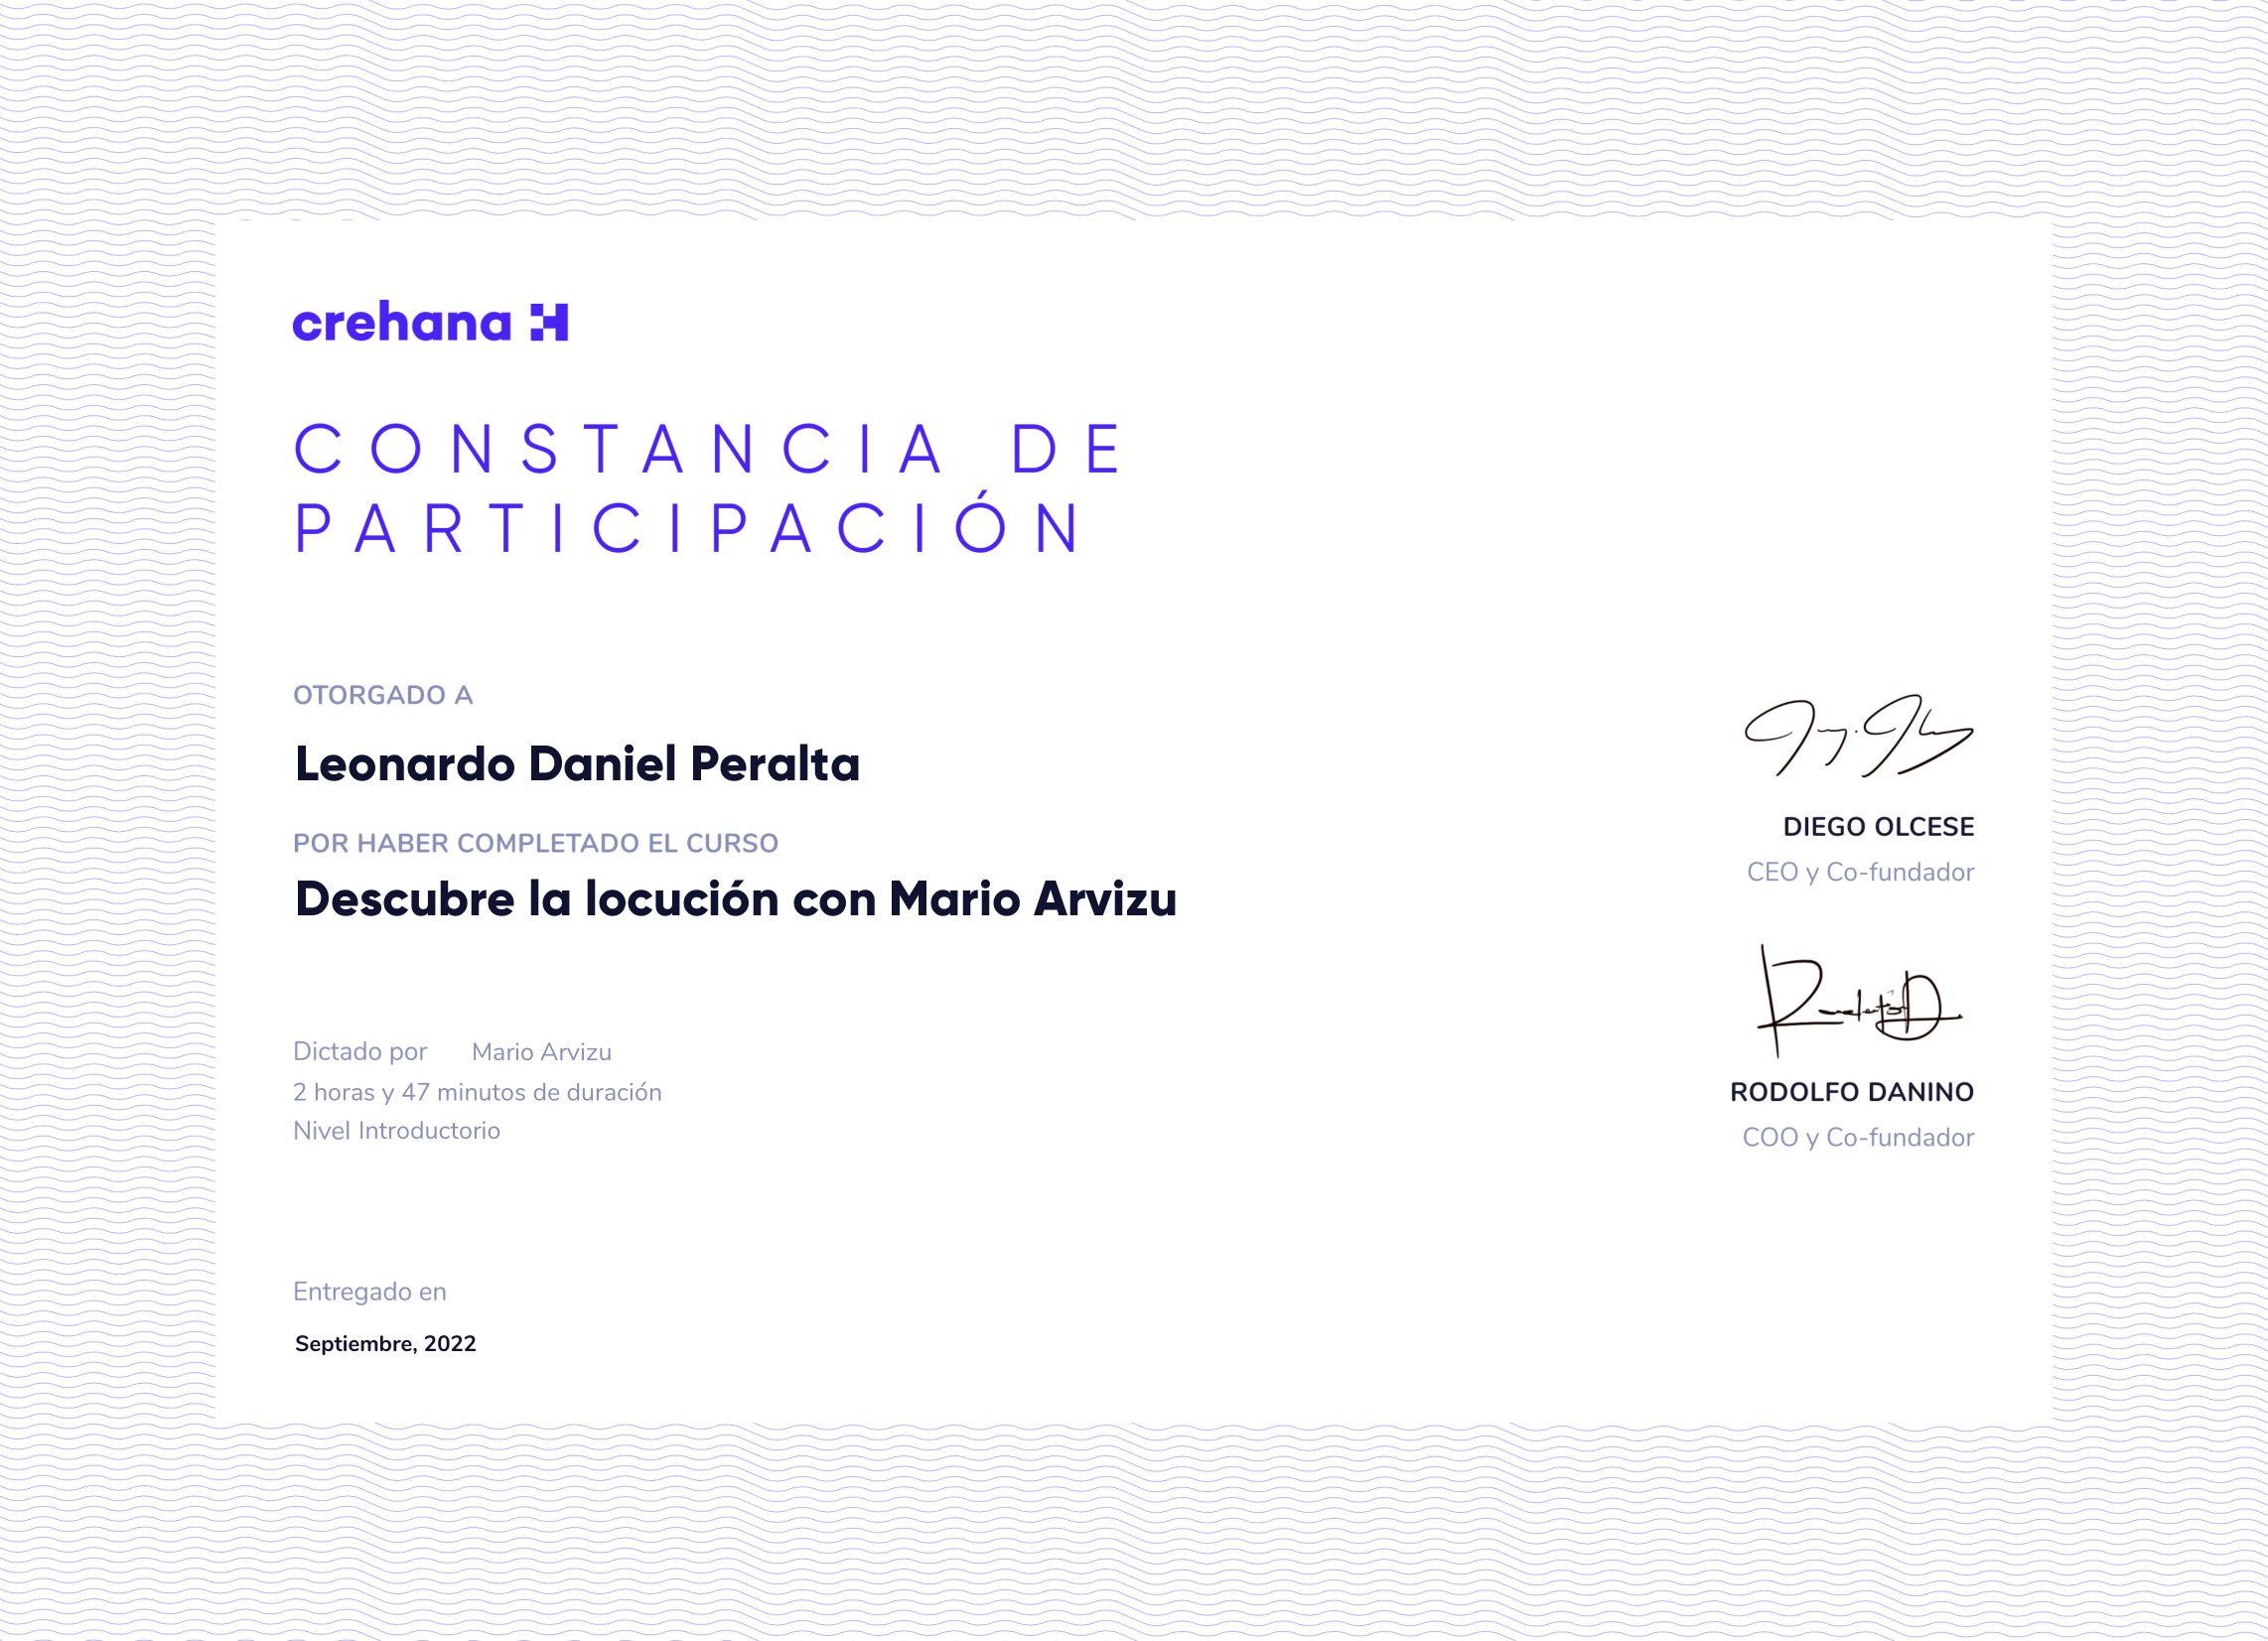 crehana
CONSTANCIA DE
PARTICIPACIÓN
OTORGADO A
Leonardo Daniel Peralta
POR HABER COMPLETADO EL CURSO
Descubre la locución con Mario Arvizu
Dictado por Mario Arvizu
2 horas y 47 minutos de duración
Nivel Introductorio
Entregado en
Septiembre, 2022
DIEGO OLCESE
CEO y Co-fundador
RODOLFO DANINO
COO y Co-fundador